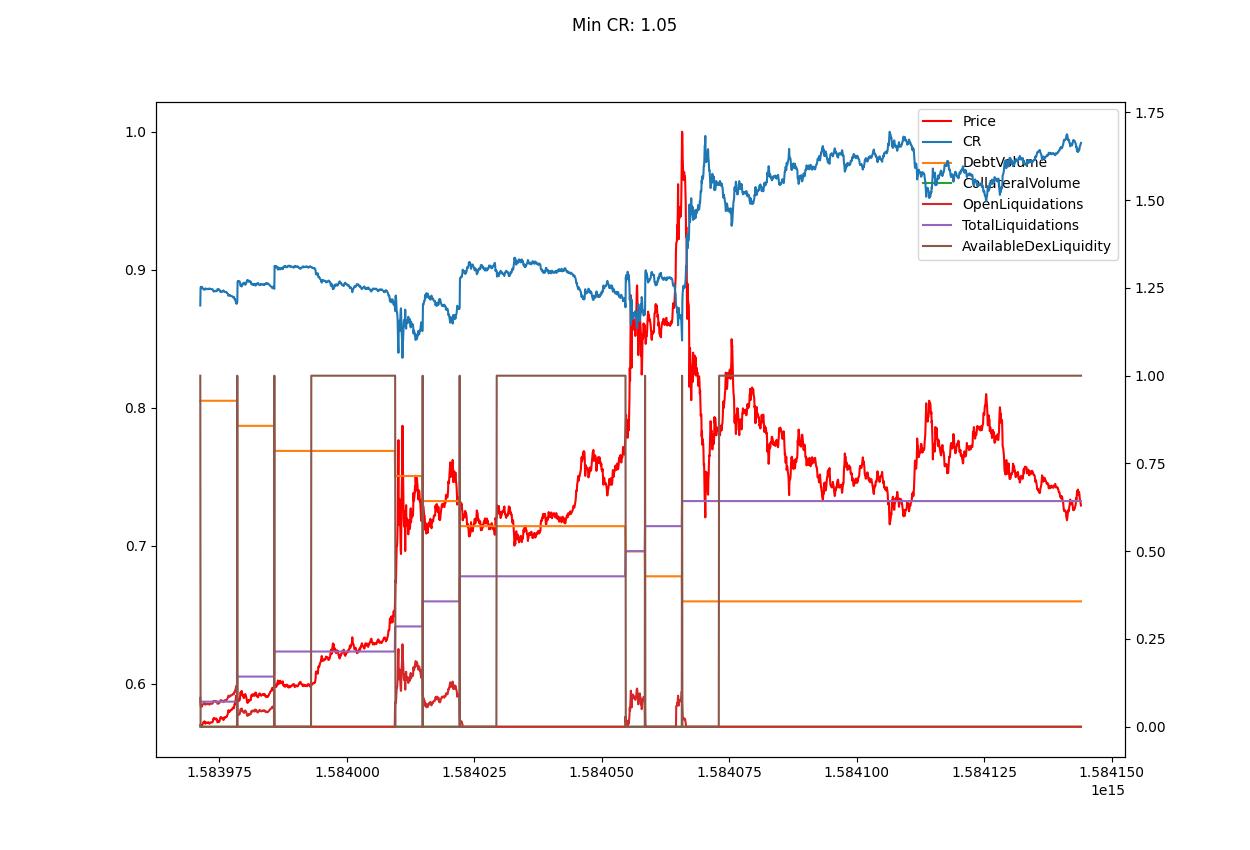 Min CR: 1.05
1.0
0.9
0.8
0.7
0.6
1.75
1.50
1.25
1.00
0.75
0.50
0.25
0.00
Price
CR
DebtVolume
CollateralVolume
OpenLiquidations
TotalLiquidations
AvailableDexLiquidity
1.583975 1.584000 1.584025 1.584050 1.584075 1.584100 1.584125 1.584150
1e15